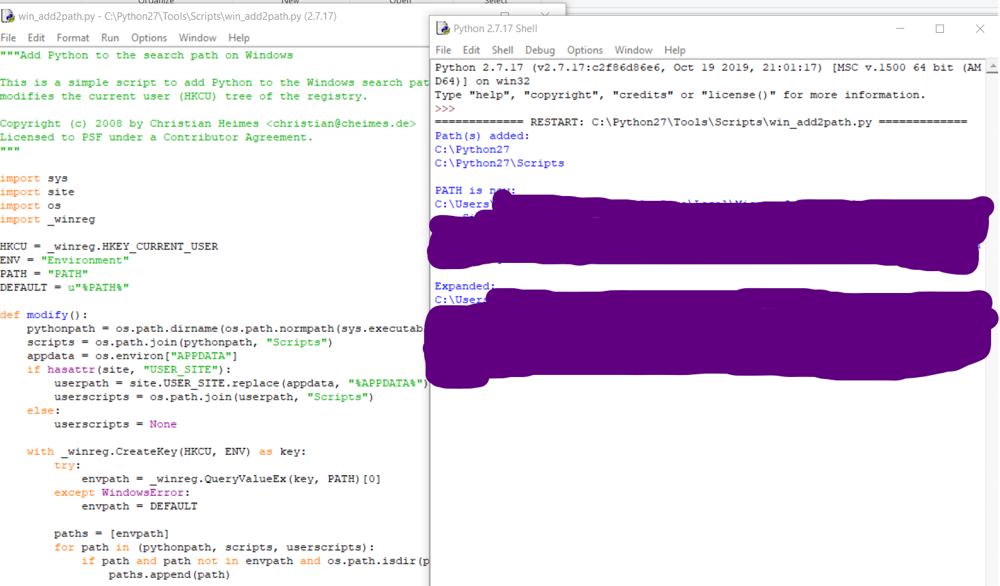 Organize
New
Open
Select
win_add2path.py - C:\Python27\Tools\Scripts\win_add2path.py (2.7.17)
File Edit Format Run Options Window Help
"""Add Python to the search path on Windows
This is a simple script to add Python to the Windows search pat
modifies the current user (HKCU) tree of the registry.
Copyright (c) 2008 by Christian Heimes <christian@cheimes.de>
Licensed to PSF under a Contributor Agreement.
"""
import sys
import site
import os
import _winreg
HKCU = _winreg.HKEY_CURRENT_USER
ENV = "Environment"
PATH = "PATH"
DEFAULT = u"%PATH%"
def modify():
    pythonpath = os.path.dirname(os.path.normpath(sys.executab
    scripts = os.path.join(pythonpath, "Scripts")
    appdata = os.environ["APPDATA"]
    if hasattr(site, "USER_SITE"):
        userpath = site.USER_SITE.replace(appdata, "%APPDATA%")
        userscripts = os.path.join(userpath, "Scripts")
    else:
        userscripts = None
    with _winreg.CreateKey(HKCU, ENV) as key:
        try:
            envpath = _winreg.QueryValueEx(key, PATH)[0]
        except WindowsError:
            envpath = DEFAULT
        paths = [envpath]
        for path in (pythonpath, scripts, userscripts):
            if path and path not in envpath and os.path.isdir(p
                paths.append(path)
Python 2.7.17 Shell
File Edit Shell Debug Options Window Help
Python 2.7.17 (v2.7.17:c2f86d86e6, Oct 19 2019, 21:01:17) [MSC v.1500 64 bit (AM
D64)] on win32
Type "help", "copyright", "credits" or "license()" for more information.
>>>
============= RESTART: C:\Python27\Tools\Scripts\win_add2path.py =============
Path(s) added:
C:\Python27
C:\Python27\Scripts
PATH is now:
C:\Users\
Expanded:
C:\Users